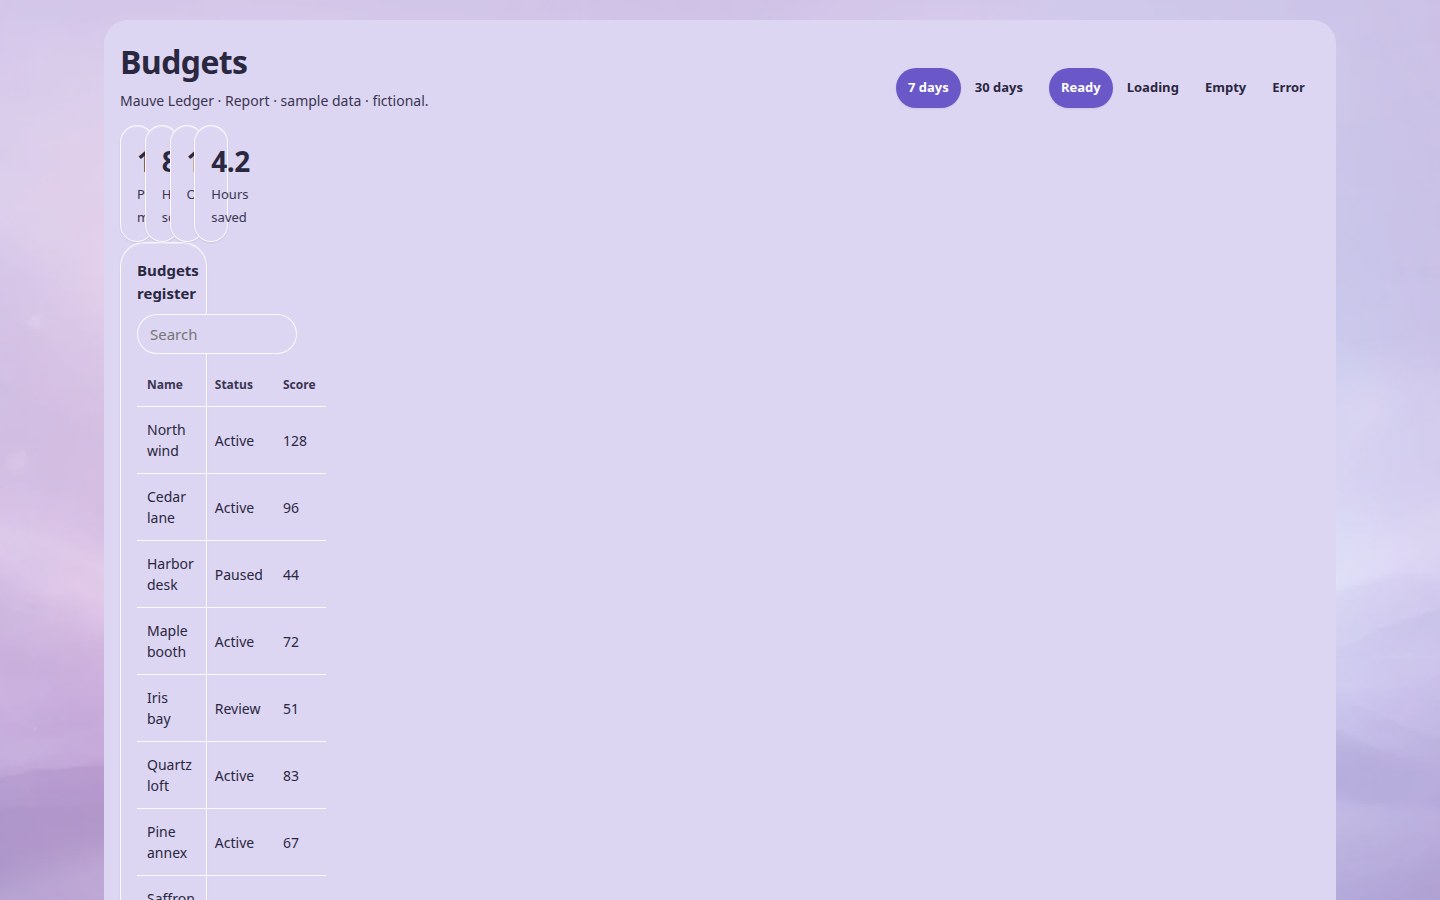 Budgets
Mauve Ledger · Report · sample data · fictional.
7 days
30 days
Ready
Loading
Empty
Error
4.2
Hours
saved
Budgets
register
Search
Name Status Score
North
wind
Active 128
Cedar
lane
Active 96
Harbor
desk
Paused 44
Maple
booth
Active 72
Iris
bay
Review 51
Quartz
loft
Active 83
Pine
annex
Active 67
Saffron